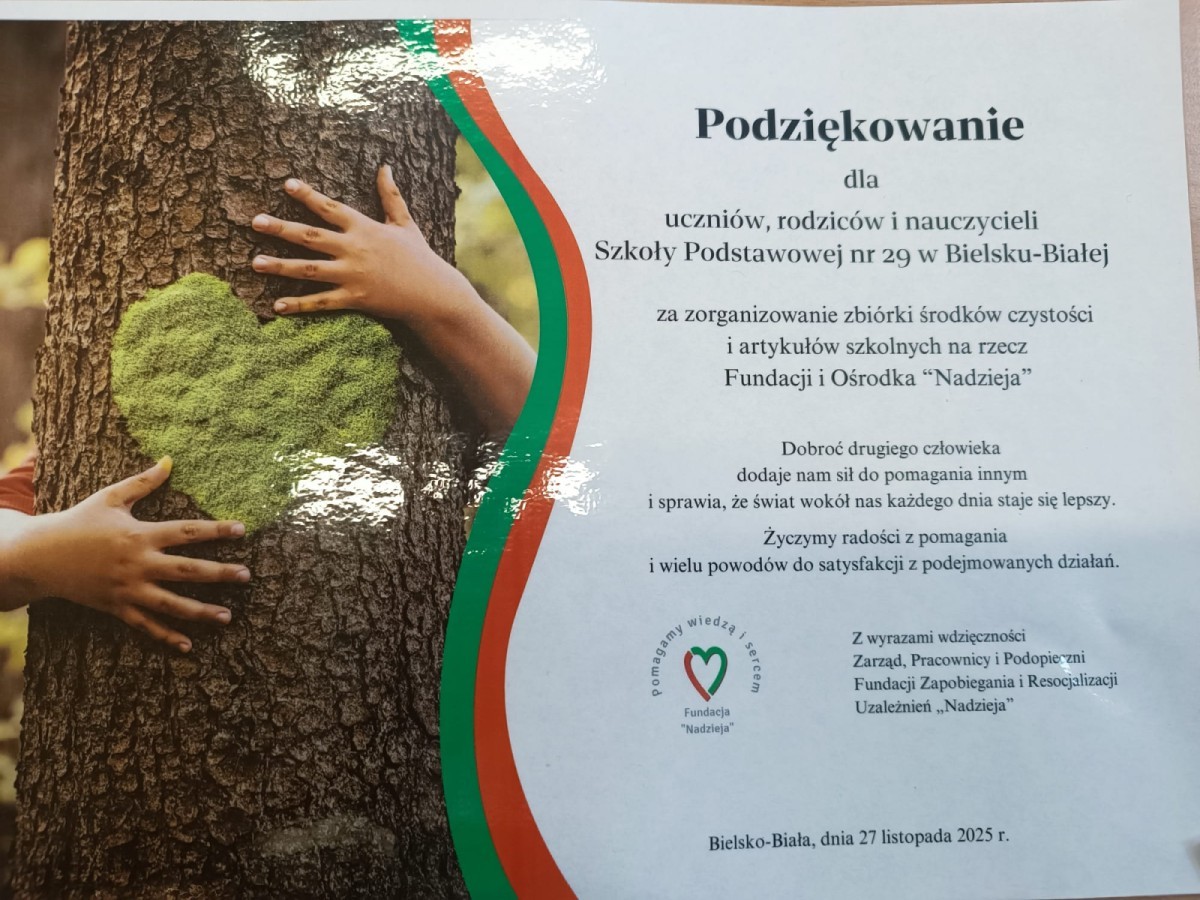 Podziękowanie
dla
uczniów, rodziców i nauczycieli
Szkoły Podstawowej nr 29 w Bielsku-Białej
za zorganizowanie zbiórki środków czystości
i artykułów szkolnych na rzecz
Fundacji i Ośrodka “Nadzieja”
Dobroć drugiego człowieka
dodaje nam sił do pomagania innym
i sprawia, że świat wokół nas każdego dnia staje się lepszy.
Życzymy radości z pomagania
i wielu powodów do satysfakcji z podejmowanych działań.
Pomagamy wiedzą i sercem
Fundacja
"Nadzieja"
Z wyrazami wdzięczności
Zarząd, Pracownicy i Podopieczni
Fundacji Zapobiegania i Resocjalizacji
Uzależnień „Nadzieja”
Bielsko-Biała, dnia 27 listopada 2025 r.